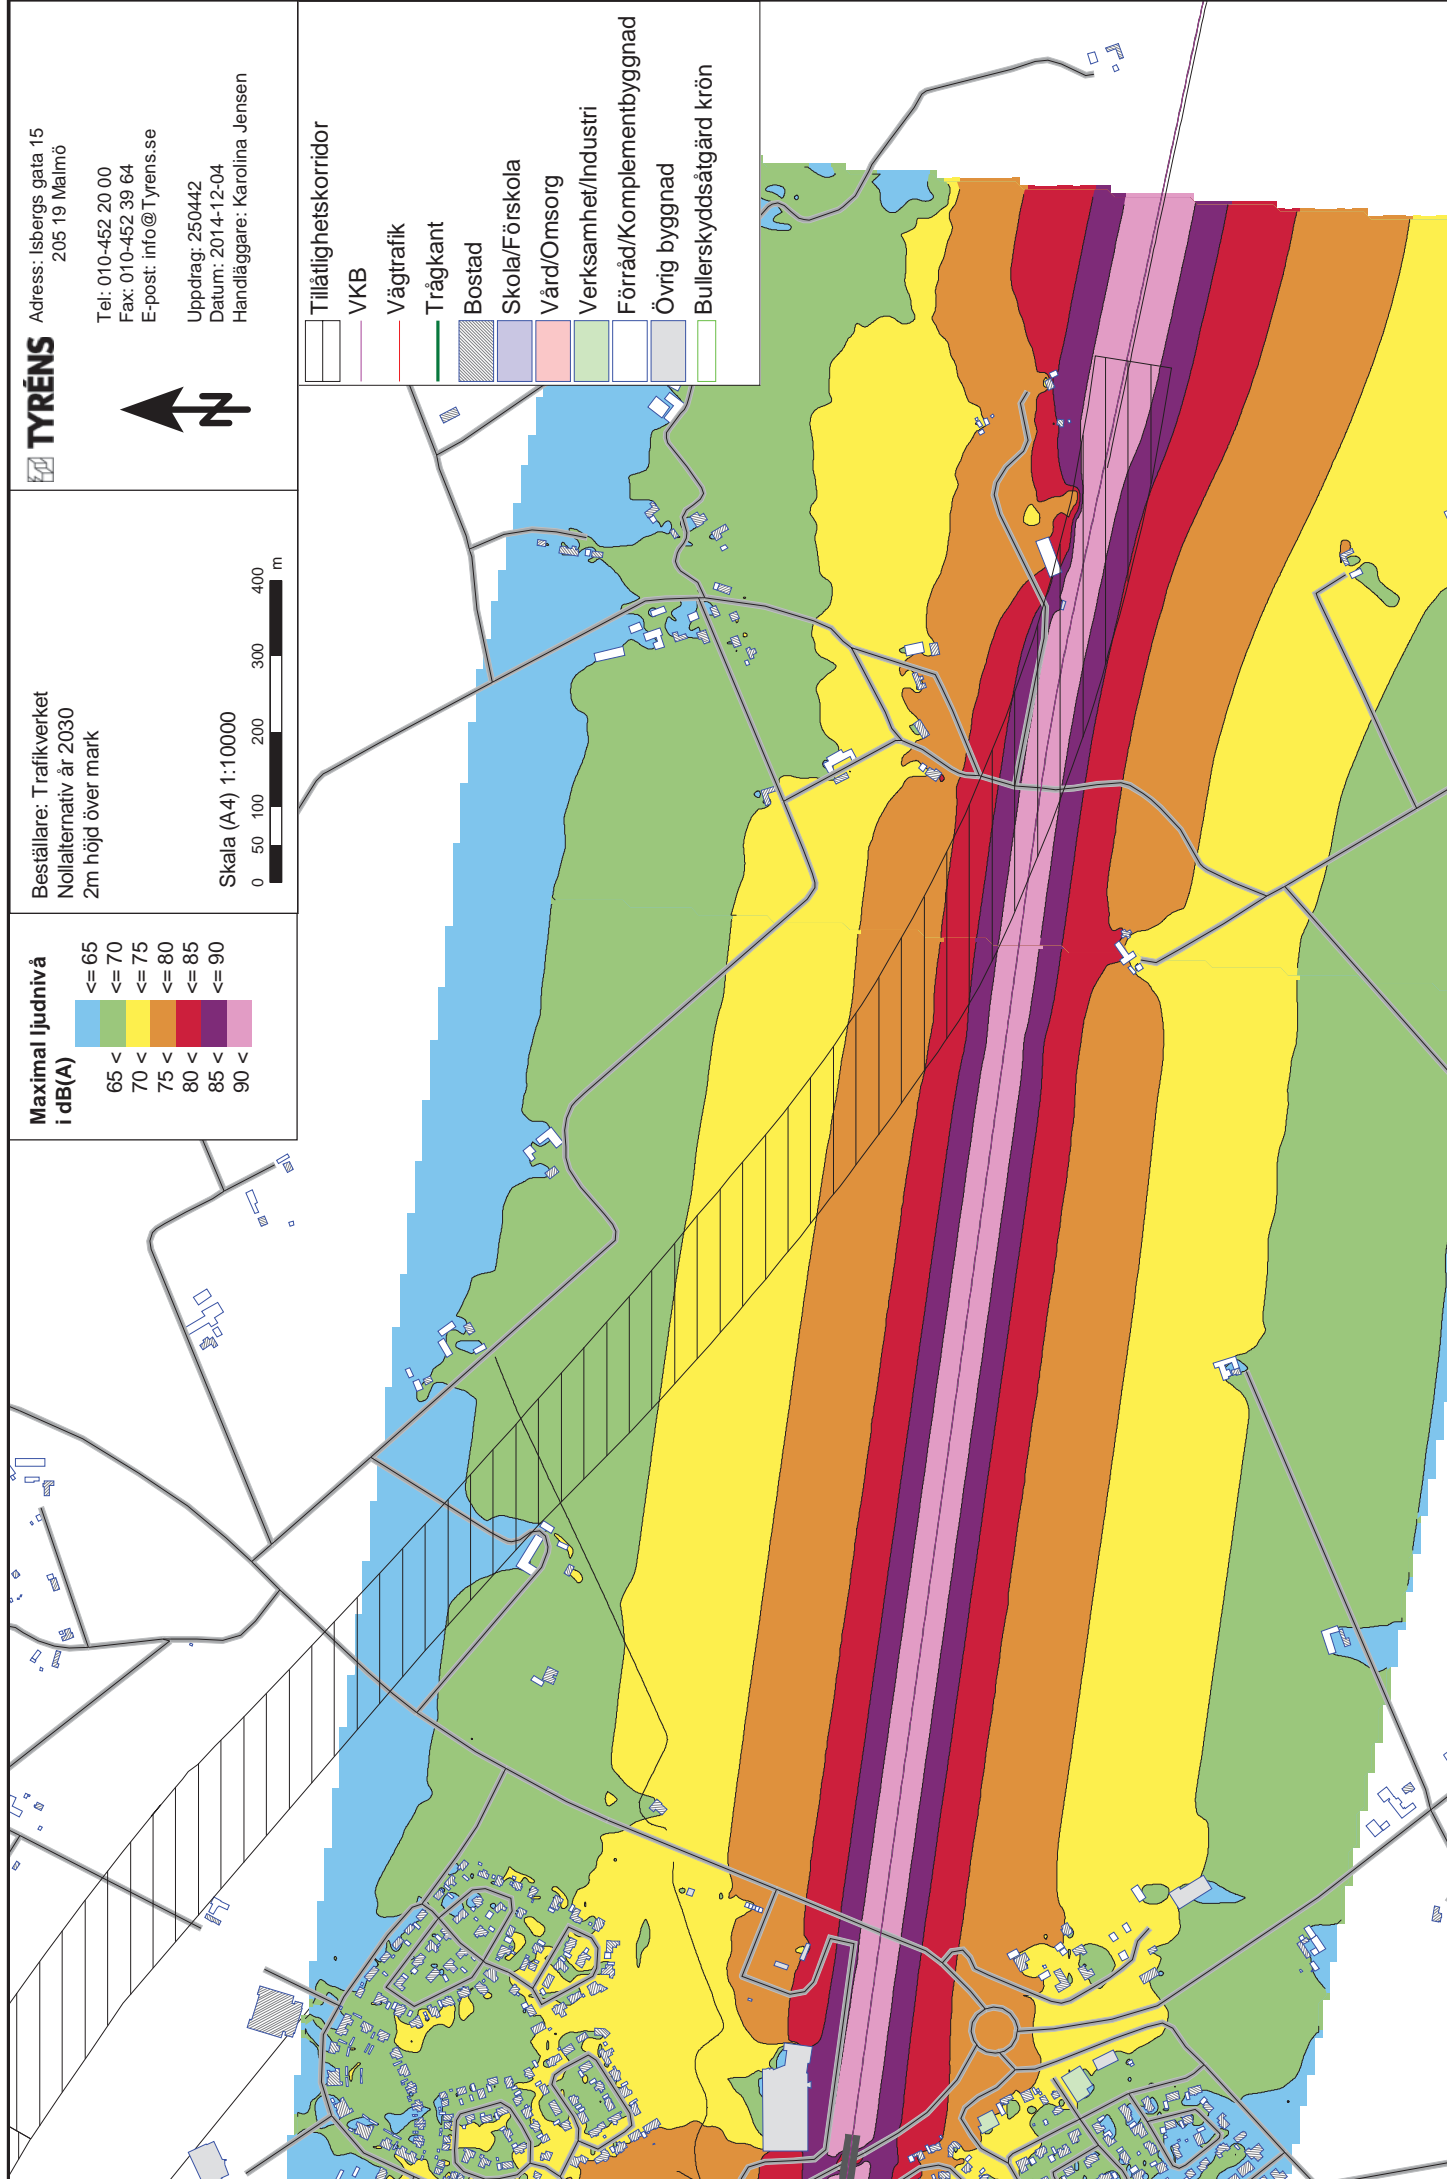 TYRÉNS
Adress: Isbergs gata 15
205 19 Malmö
Tel: 010-452 20 00
Fax: 010-452 39 64
E-post: info@Tyrens.se
Uppdrag: 250442
Datum: 2014-12-04
Handläggare: Karolina Jensen
N
Beställare: Trafikverket
Nollalternativ år 2030
2m höjd över mark
Skala (A4) 1:10000
0 50 100 200 300 400
m
Maximal ljudnivå
i dB(A)
<= 65
65 < <= 70
70 < <= 75
75 < <= 80
80 < <= 85
85 < <= 90
90 <
Tillåtlighetskorridor
VKB
Vägtrafik
Trågkant
Bostad
Skola/Förskola
Vård/Omsorg
Verksamhet/Industri
Förråd/Komplementbyggnad
Övrig byggnad
Bullerskyddsåtgärd krön